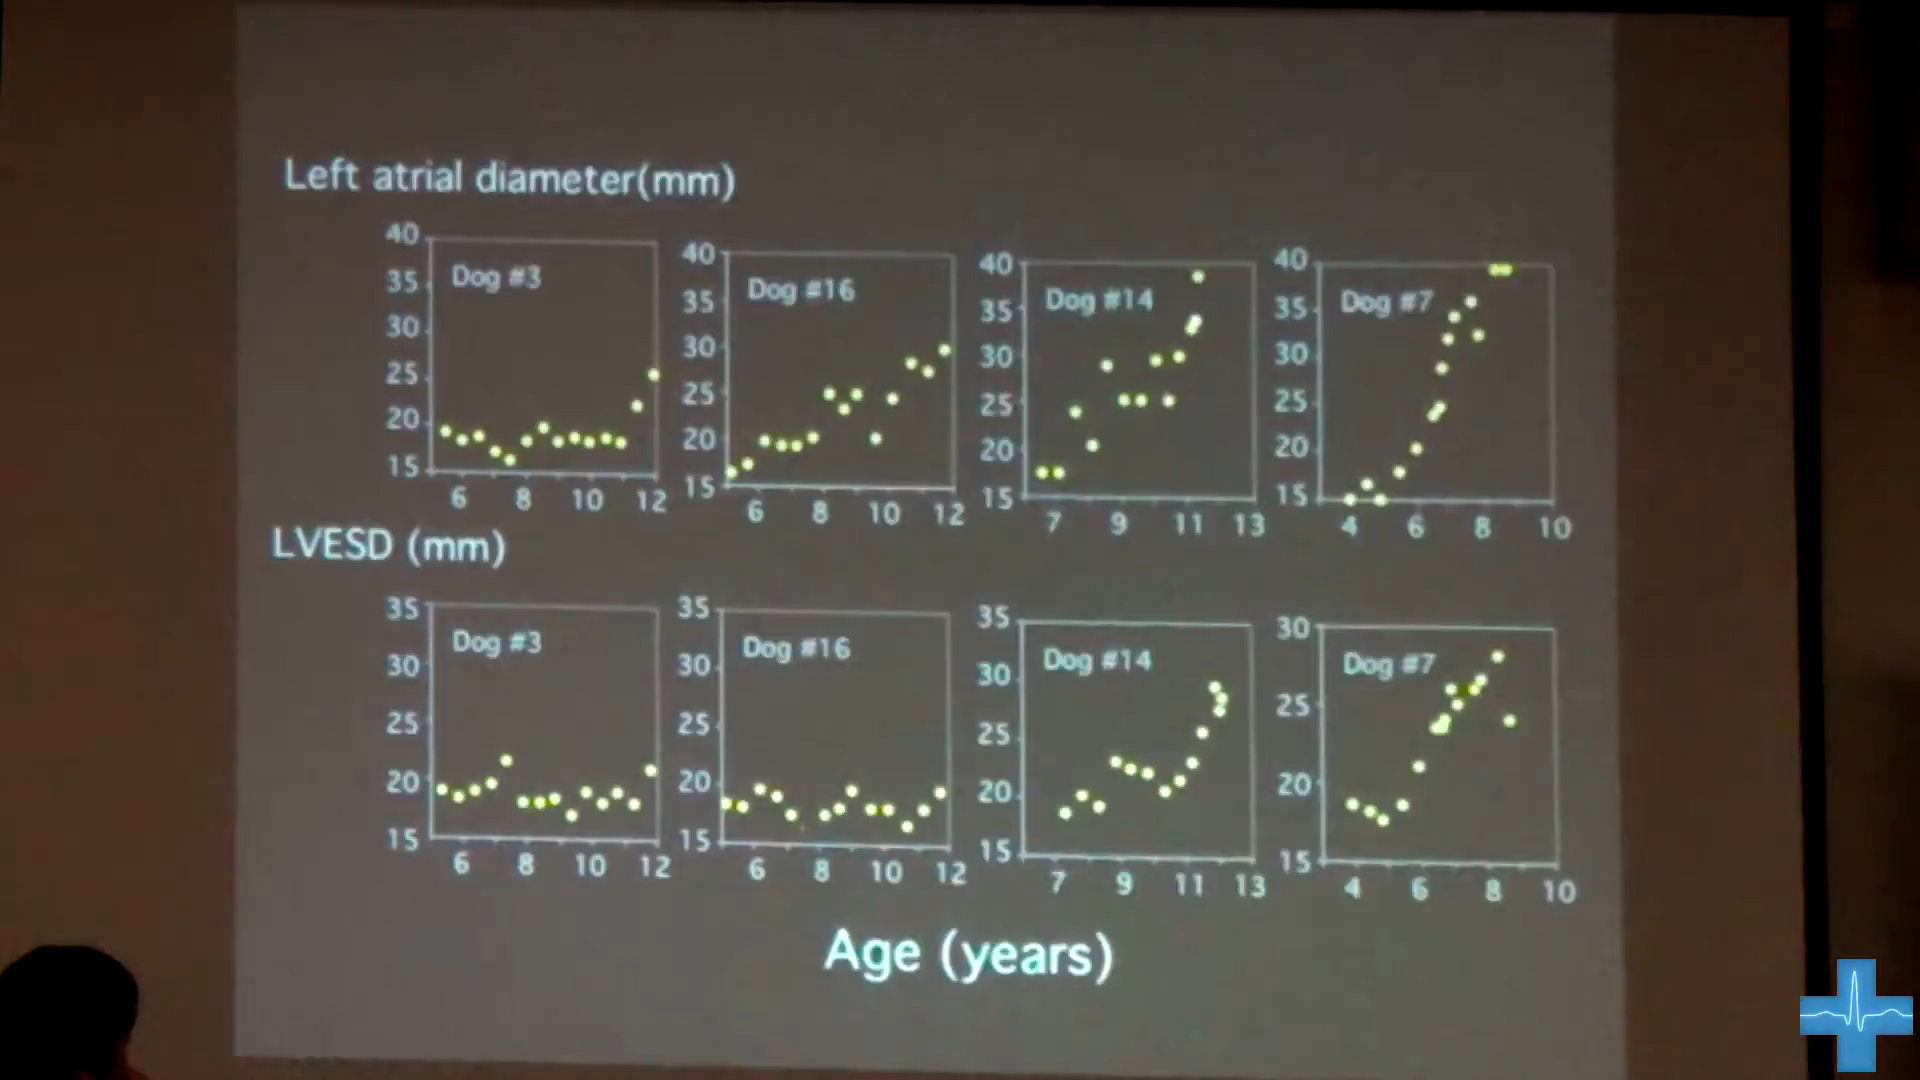 Left atrial diameter(mm)
40 35 30 25 20 15
Dog #3
6 8 10 12
40 35 30 25 20 15
Dog #16
6 8 10 12
40 35 30 25 20 15
Dog #14
7 9 11 13
40 35 30 25 20 15
Dog #7
4 6 8 10
LVESD (mm)
35 30 25 20 15
Dog #3
6 8 10 12
35 30 25 20 15
Dog #16
6 8 10 12
35 30 25 20 15
Dog #14
7 9 11 13
30 25 20 15
Dog #7
4 6 8 10
Age (years)